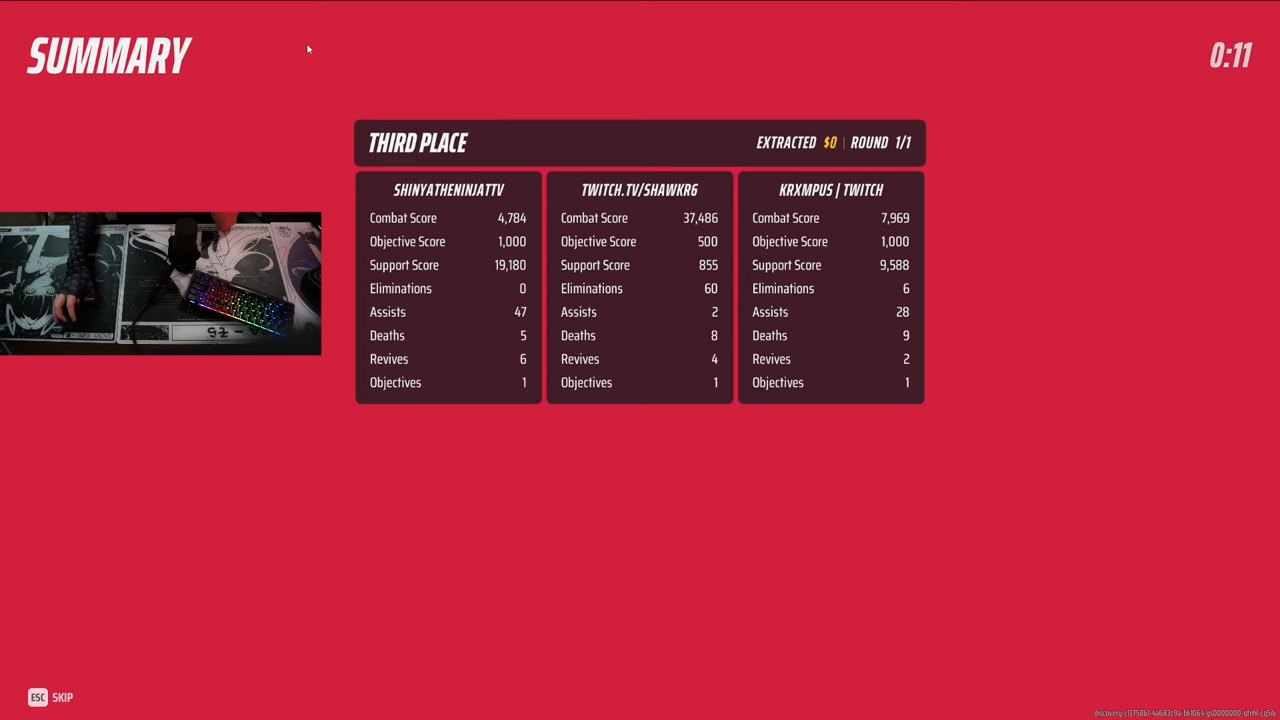 SUMMARY
0:11
THIRD PLACE
EXTRACTED $0 | ROUND 1/1
SHINYATHENINJATTV
Combat Score 4,784
Objective Score 1,000
Support Score 19,180
Eliminations 0
Assists 47
Deaths 5
Revives 6
Objectives 1
TWITCH.TV/SHAWKR6
Combat Score 37,486
Objective Score 500
Support Score 855
Eliminations 60
Assists 2
Deaths 8
Revives 4
Objectives 1
KRXMPUS | TWITCH
Combat Score 7,969
Objective Score 1,000
Support Score 9,588
Eliminations 6
Assists 28
Deaths 9
Revives 2
Objectives 1
ESC SKIP